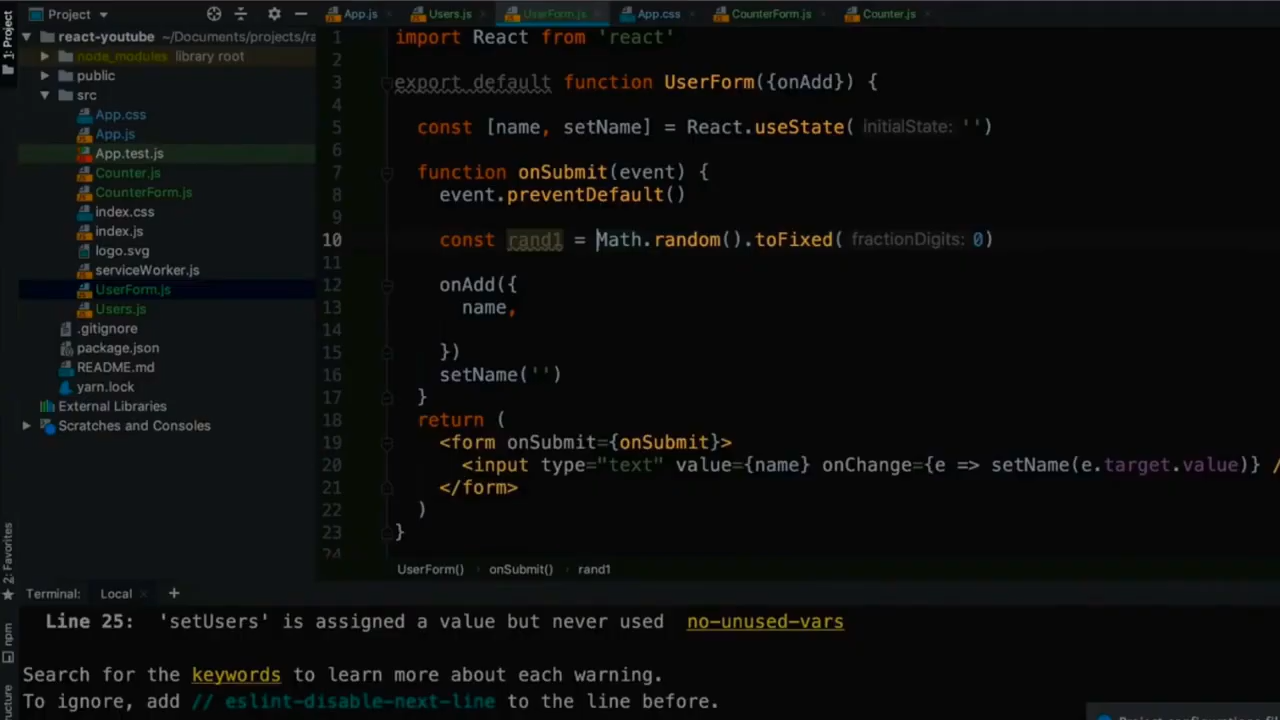 Project
App.js
Users.js
UserForm.js
App.css
CounterForm.js
Counter.js
1: Project
react-youtube ~/Documents/projects/ra
node_modules library root
public
src
App.css
App.js
App.test.js
Counter.js
CounterForm.js
index.css
index.js
logo.svg
serviceWorker.js
UserForm.js
Users.js
.gitignore
package.json
README.md
yarn.lock
External Libraries
Scratches and Consoles
2: Favorites
npm
ructure
1 import React from 'react'
2
3 export default function UserForm({onAdd}) {
4
5 const [name, setName] = React.useState( initialState: '')
6
7 function onSubmit(event) {
8 event.preventDefault()
9
10 const rand1 = Math.random().toFixed( fractionDigits: 0)
11
12 onAdd({
13 name,
14
15 })
16 setName('')
17 }
18 return (
19 <form onSubmit={onSubmit}>
20 <input type="text" value={name} onChange={e => setName(e.target.value)} /
21 </form>
22 )
23 }
24
UserForm() onSubmit() rand1
Terminal: Local +
Line 25: 'setUsers' is assigned a value but never used no-unused-vars
Search for the keywords to learn more about each warning.
To ignore, add // eslint-disable-next-line to the line before.